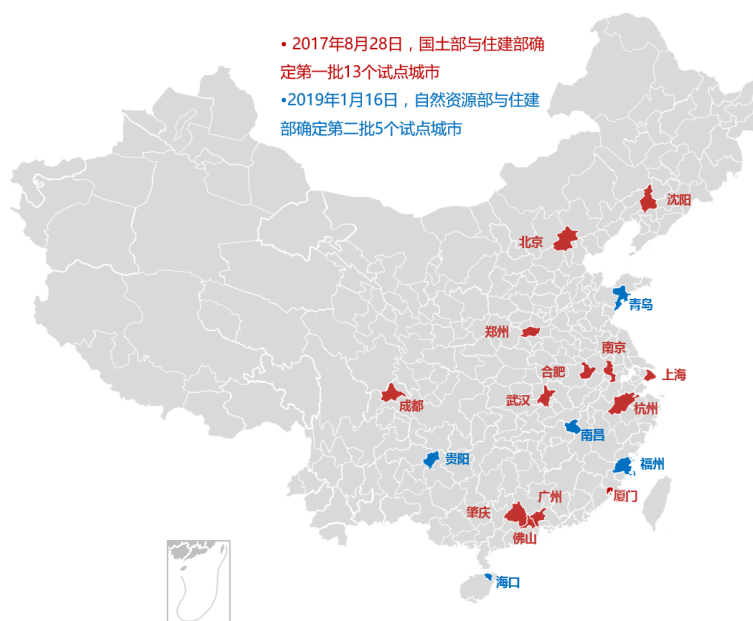 • 2017年8月28日，国土部与住建部确
定第一批13个试点城市
•2019年1月16日，自然资源部与住建
部确定第二批5个试点城市
沈阳
北京
青岛
郑州
南京
合肥
上海
武汉
成都
杭州
南昌
贵阳
福州
厦门
广州
肇庆
佛山
海口